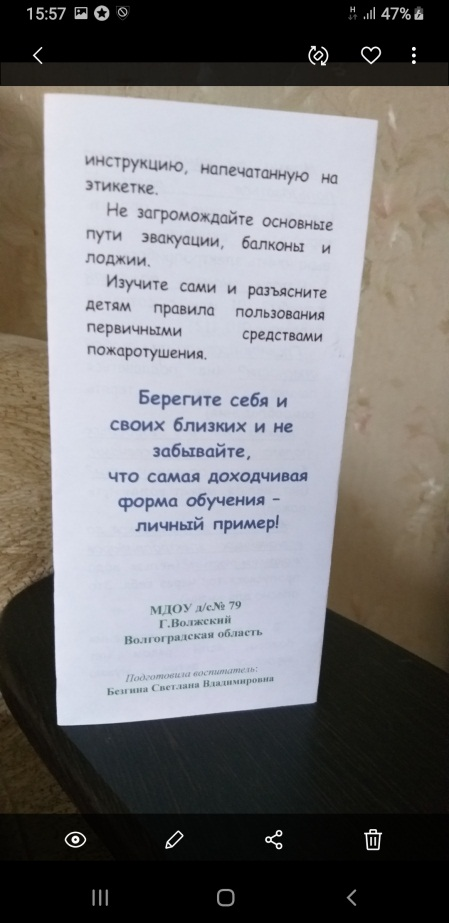 15:57
47%
инструкцию, напечатанную на
этикетке.
Не загромождайте основные
пути эвакуации, балконы и
лоджии.
Изучите сами и разъясните
детям правила пользования
первичными средствами
пожаротушения.
Берегите себя и
своих близких и не
забывайте,
что самая доходчивая
форма обучения –
личный пример!
МДОУ д/с№ 79
Г.Волжский
Волгоградская область
Подготовила воспитатель:
Безгина Светлана Владимировна